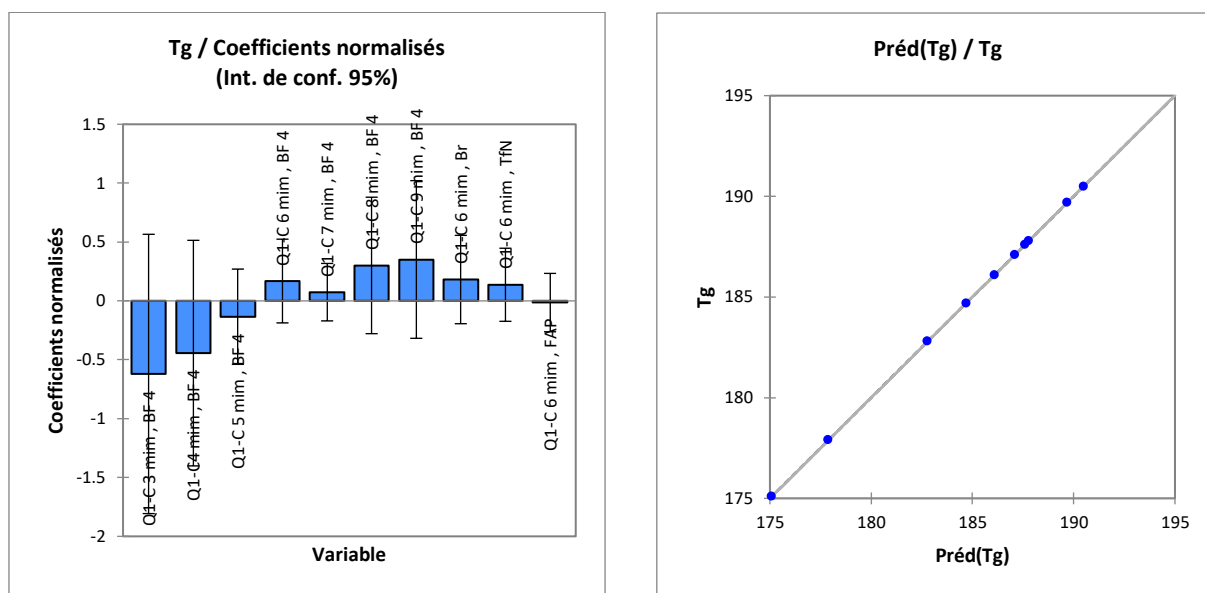 Tg / Coefficients normalisés
(Int. de conf. 95%)
1.5
1
0.5
0
-0.5
-1
-1.5
-2
Coefficients normalisés
Q1-C 3 mim , BF 4
Q1-C4 mim , BF 4
Q1-C 5 mim , BF 4
Q1-C 6 mim , BF 4
Q1-C 7 mim , BF 4
Q1-C 8 mim , BF 4
Q1-C 9 mim , BF 4
Q1-C 6 mim , Br
Q1-C 6 mim , TfN
Q1-C 6 mim , FAP
Variable
Préd(Tg) / Tg
195
190
185
180
175
Tg
175 180 185 190 195
Préd(Tg)